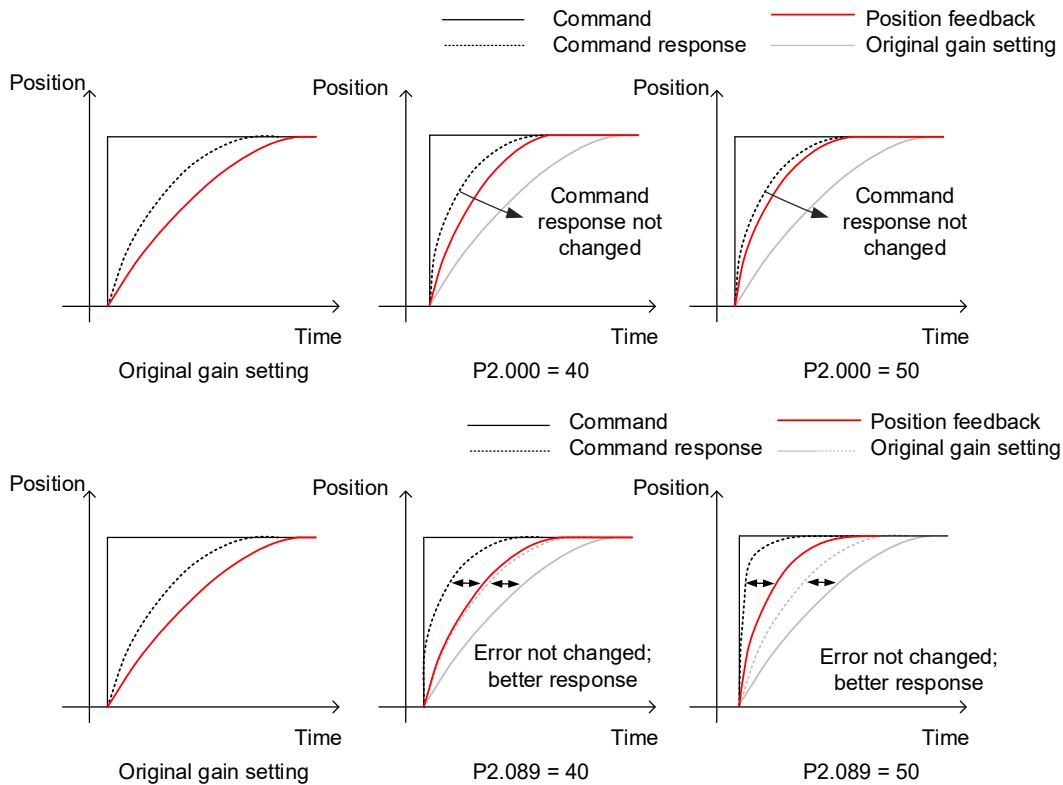 Command
Position feedback
Command response
Original gain setting
Position
Position
Position
Command
response not
changed
Command
response not
changed
Time
Time
Time
Original gain setting
P2.000 = 40
P2.000 = 50
Command
Position feedback
Command response
Original gain setting
Position
Position
Position
Error not changed;
better response
Error not changed;
better response
Time
Time
Time
Original gain setting
P2.089 = 40
P2.089 = 50